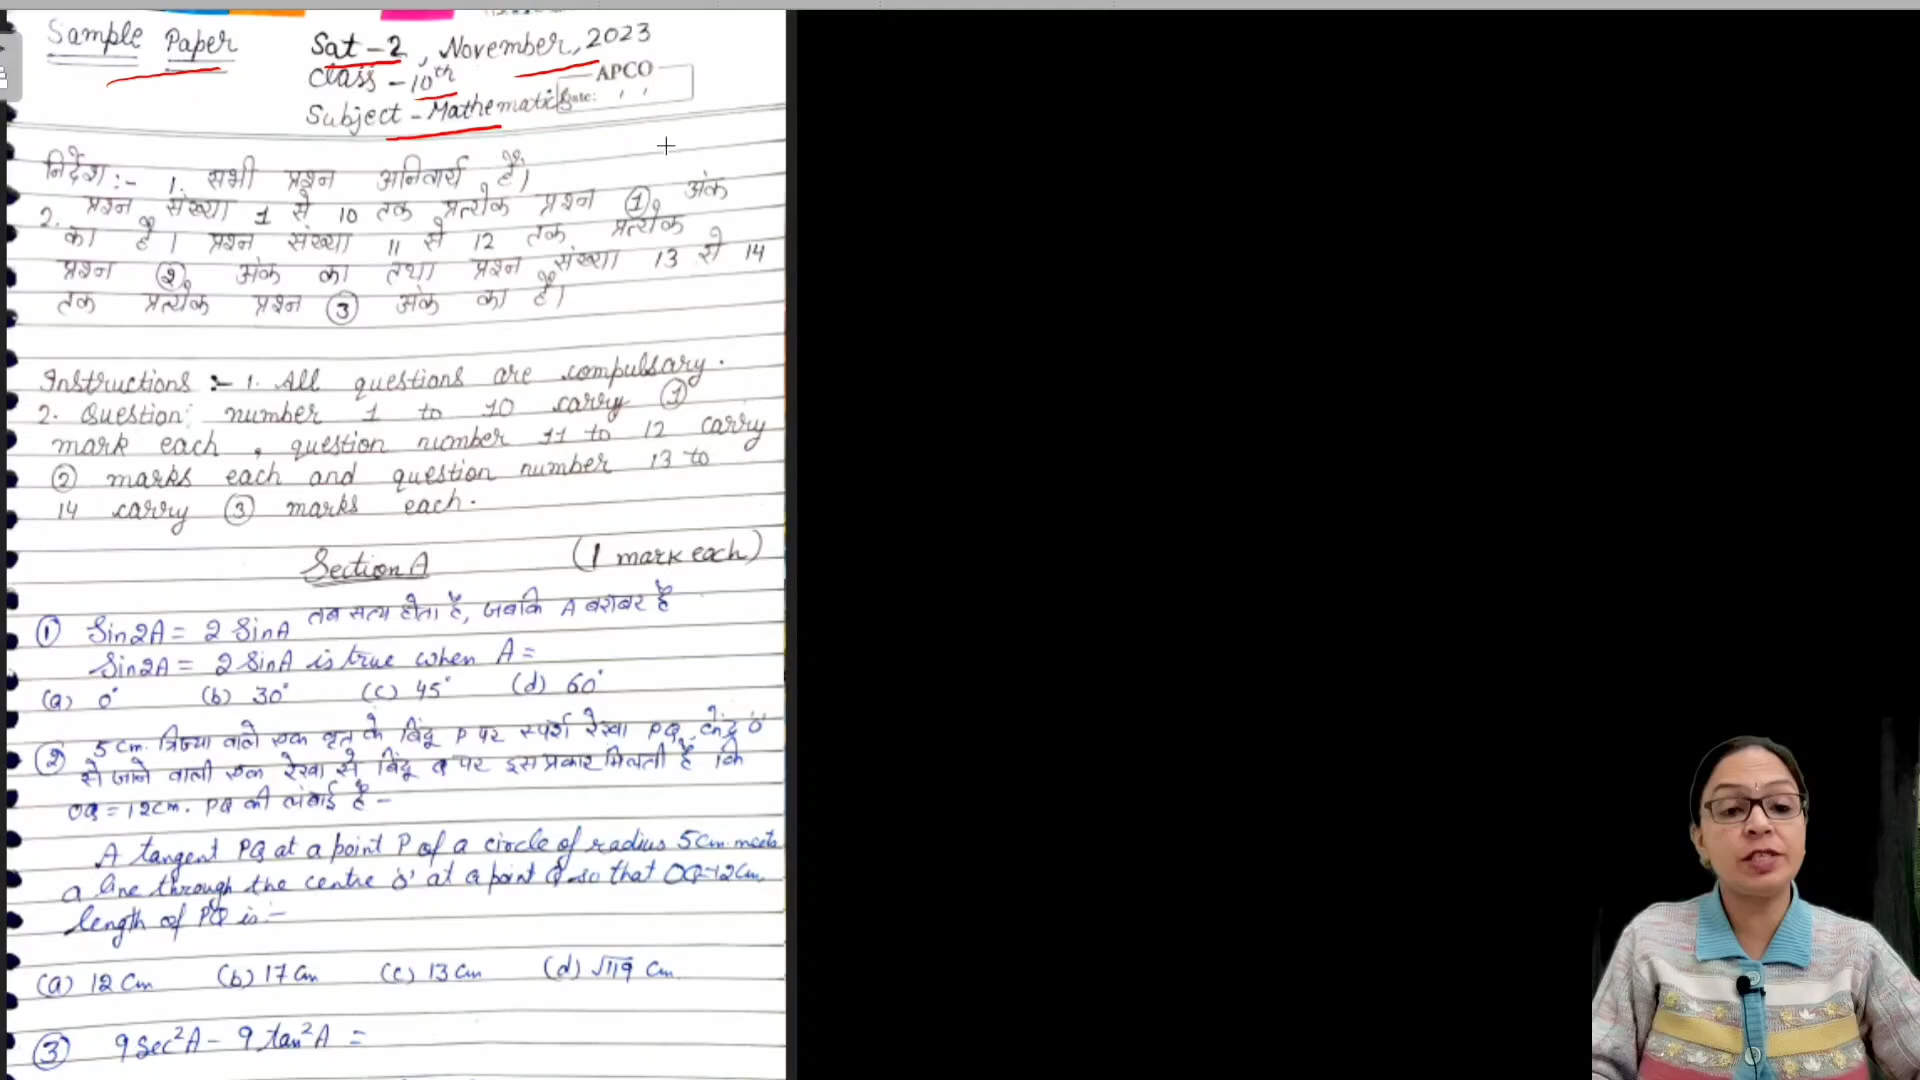 Sample Paper
Sat-2, November, 2023
Class - 10th
APCO
Date:
Subject - Mathematics
निर्देश:- 1. सभी प्रश्न अनिवार्य हैं।
2. प्रश्न संख्या 1 से 10 तक प्रत्येक प्रश्न ① अंक
का है। प्रश्न संख्या 11 से 12 तक प्रत्येक
प्रश्न ② अंक का तथा प्रश्न संख्या 13 से 14
तक प्रत्येक प्रश्न ③ अंक का है।
Instructions :- 1. All questions are compulsary.
2. Question: number 1 to 10 carry ①
mark each, question number 11 to 12 carry
② marks each and question number 13 to
14 carry ③ marks each.
Section A (1 mark each)
① Sin2A = 2 SinA तब सत्य होता है, जबकि A बराबर है
Sin2A = 2 SinA is true when A =
(a) 0° (b) 30° (c) 45° (d) 60°
② 5 cm. त्रिज्या वाले एक वृत के बिंदू P पर स्पर्श रेखा PQ केंद्र 'O'
से जाने वाली एक रेखा से बिंदू Q पर इस प्रकार मिलती है कि
OQ = 12cm. PQ की लंबाई है -
A tangent PQ at a point P of a circle of radius 5cm. meets
a line through the centre 'O' at a point Q so that OQ=12cm.
length of PQ is:-
(a) 12 Cm (b) 17 Cm (c) 13 Cm (d) √119 Cm
③ 9 Sec²A - 9 tan²A =